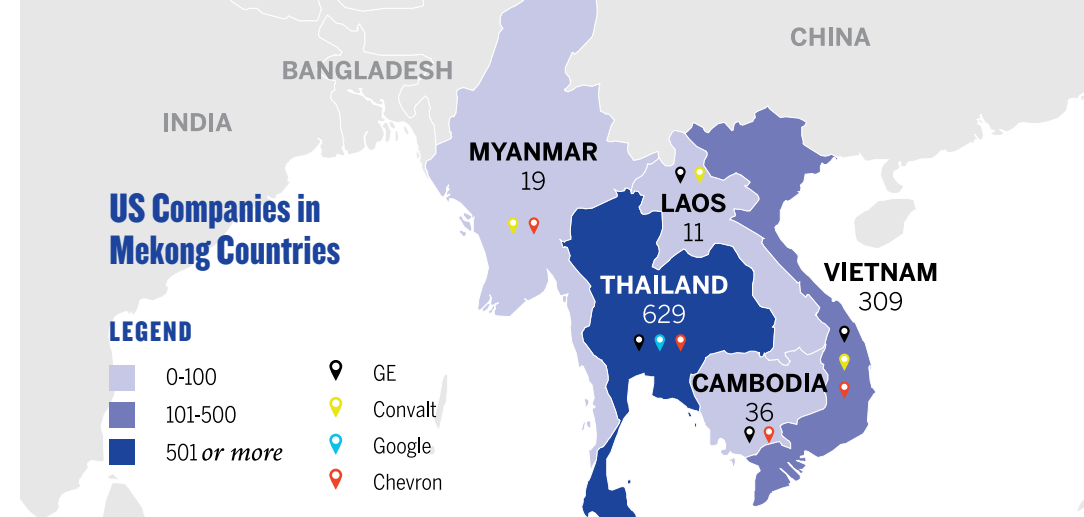 CHINA
BANGLADESH
INDIA
MYANMAR
19
US Companies in
Mekong Countries
LAOS
11
VIETNAM
309
THAILAND
629
LEGEND
0-100
101-500
501 or more
GE
Convalt
Google
Chevron
CAMBODIA
36